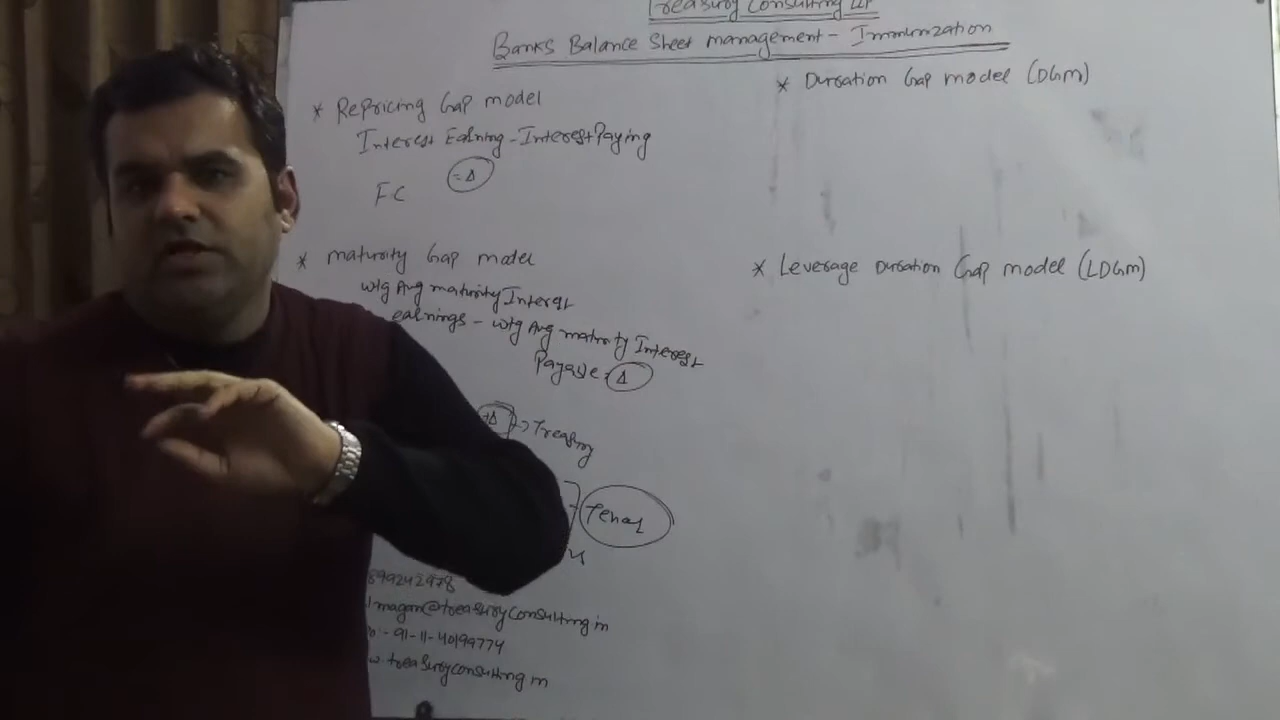 Treasury Consulting LLP
Banks Balance Sheet management - Immunization
* Repricing Gap model
Interest Earning - Interest Paying
= Δ
FC
* maturity Gap model
wtg Avg maturity Interest
earnings - wtg Avg maturity Interest
Payable = Δ
Δ → Treasury
Tenor
899242978
magan@treasuryconsulting.in
:- 91-11-40199774
w.treasuryconsulting.in
* Duration Gap model (DGM)
* Leverage Duration Gap model (LDGM)